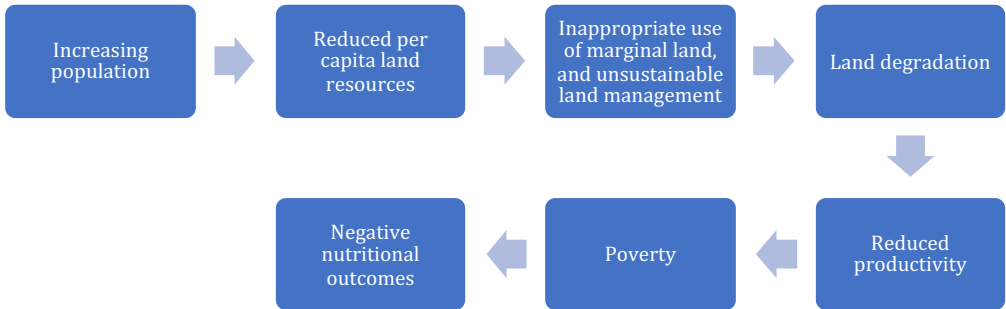 Increasing
population
Reduced per
capita land
resources
Inappropriate use
of marginal land,
and unsustainable
land management
Land degradation
Reduced
productivity
Poverty
Negative
nutritional
outcomes